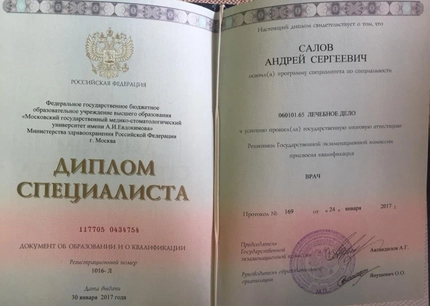 РОССИЙСКАЯ ФЕДЕРАЦИЯ
Федеральное государственное бюджетное
образовательное учреждение высшего образования
"Московский государственный медико-стоматологический
университет имени А.И.Евдокимова"
Министерства здравоохранения Российской Федерации
г. Москва
ДИПЛОМ
СПЕЦИАЛИСТА
117705 0434754
ДОКУМЕНТ ОБ ОБРАЗОВАНИИ И О КВАЛИФИКАЦИИ
Регистрационный номер
1016-Л
Дата выдачи
30 января 2017 года
Настоящий диплом свидетельствует о том, что
САЛОВ
АНДРЕЙ СЕРГЕЕВИЧ
освоил(а) программу специалитета по специальности
060101.65 ЛЕЧЕБНОЕ ДЕЛО
и успешно прошел(а) государственную итоговую аттестацию
Решением Государственной экзаменационной комиссии
присвоена квалификация
ВРАЧ
Протокол № 169 от « 24 » января 2017 г.
Председатель
Государственной
экзаменационной комиссии
Руководитель образовательной
организации
Янушевич О.О.